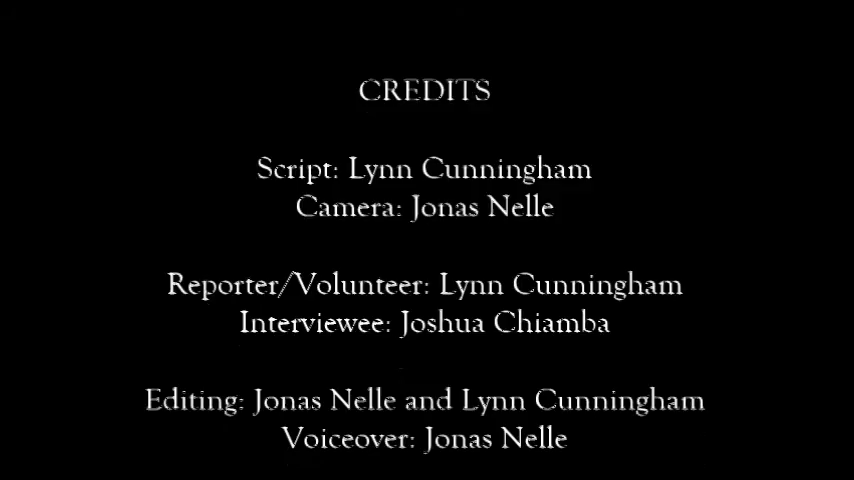 CREDITS
Script: Lynn Cunningham
Camera: Jonas Nelle
Reporter/Volunteer: Lynn Cunningham
Interviewee: Joshua Chiamba
Editing: Jonas Nelle and Lynn Cunningham
Voiceover: Jonas Nelle